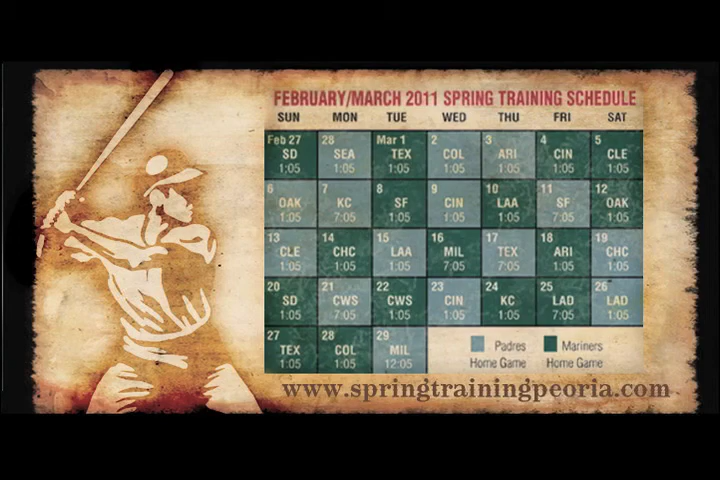 FEBRUARY/MARCH 2011 SPRING TRAINING SCHEDULE
SUN MON TUE WED THU FRI SAT
Feb 27 28 Mar 1 2 3 4 5
SD SEA TEX COL ARI CIN CLE
1:05 1:05 1:05 1:05 1:05 1:05 1:05
6 7 8 9 10 11 12
OAK KC SF CIN LAA SF OAK
1:05 1:05 1:05 1:05 1:05 7:05 1:05
13 14 15 16 17 18 19
CLE CHC LAA MIL TEX ARI CHC
1:05 1:05 1:05 7:05 7:05 1:05 1:05
20 21 22 23 24 25 26
SD CWS CWS CIN KC LAD LAD
1:05 7:05 1:05 1:05 1:05 7:05 1:05
27 28 29
TEX COL MIL Padres Mariners
1:05 1:05 12:05 Home Game Home Game
www.springtrainingpeoria.com